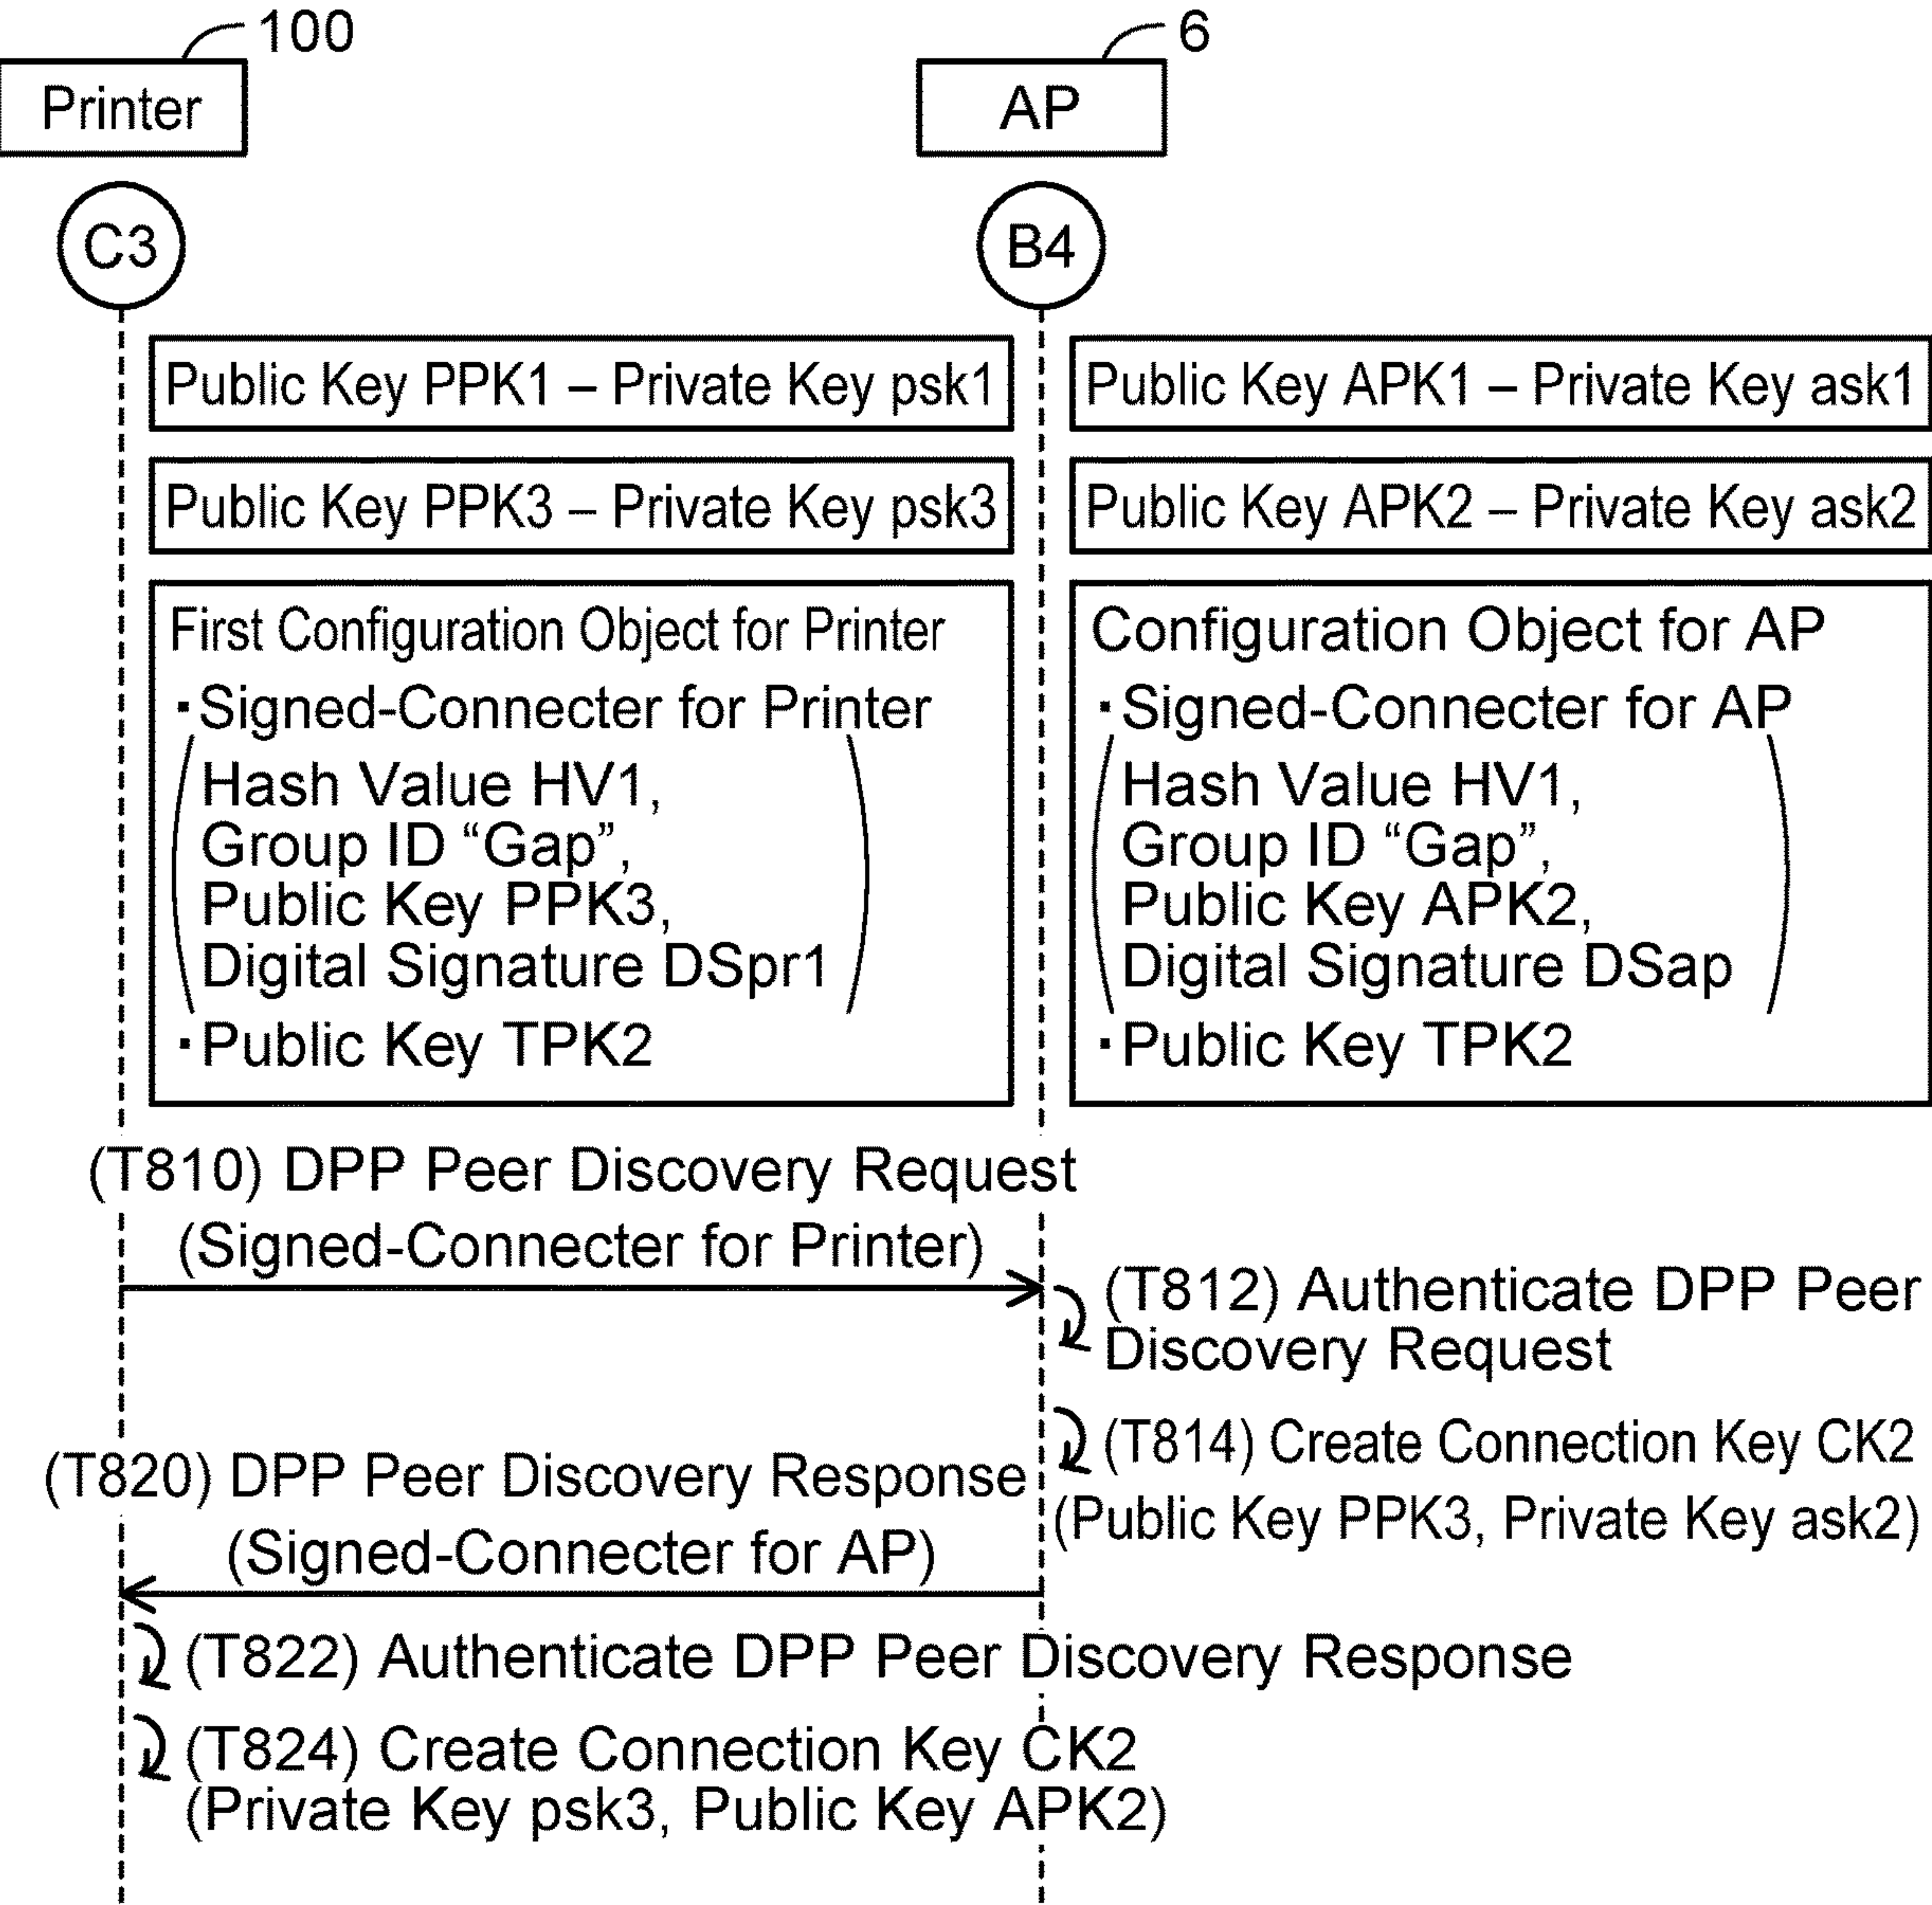 100
6
Printer
AP
C3
B4
Public Key PPK1 – Private Key psk1
Public Key APK1 – Private Key ask1
Public Key PPK3 – Private Key psk3
Public Key APK2 – Private Key ask2
First Configuration Object for Printer
・Signed-Connecter for Printer
Hash Value HV1,
Group ID “Gap”,
Public Key PPK3,
Digital Signature DSpr1
・Public Key TPK2
Configuration Object for AP
・Signed-Connecter for AP
Hash Value HV1,
Group ID “Gap”,
Public Key APK2,
Digital Signature DSap
・Public Key TPK2
(T810) DPP Peer Discovery Request
(Signed-Connecter for Printer)
(T812) Authenticate DPP Peer
Discovery Request
(T814) Create Connection Key CK2
(Public Key PPK3, Private Key ask2)
(T820) DPP Peer Discovery Response
(Signed-Connecter for AP)
(T822) Authenticate DPP Peer Discovery Response
(T824) Create Connection Key CK2
(Private Key psk3, Public Key APK2)